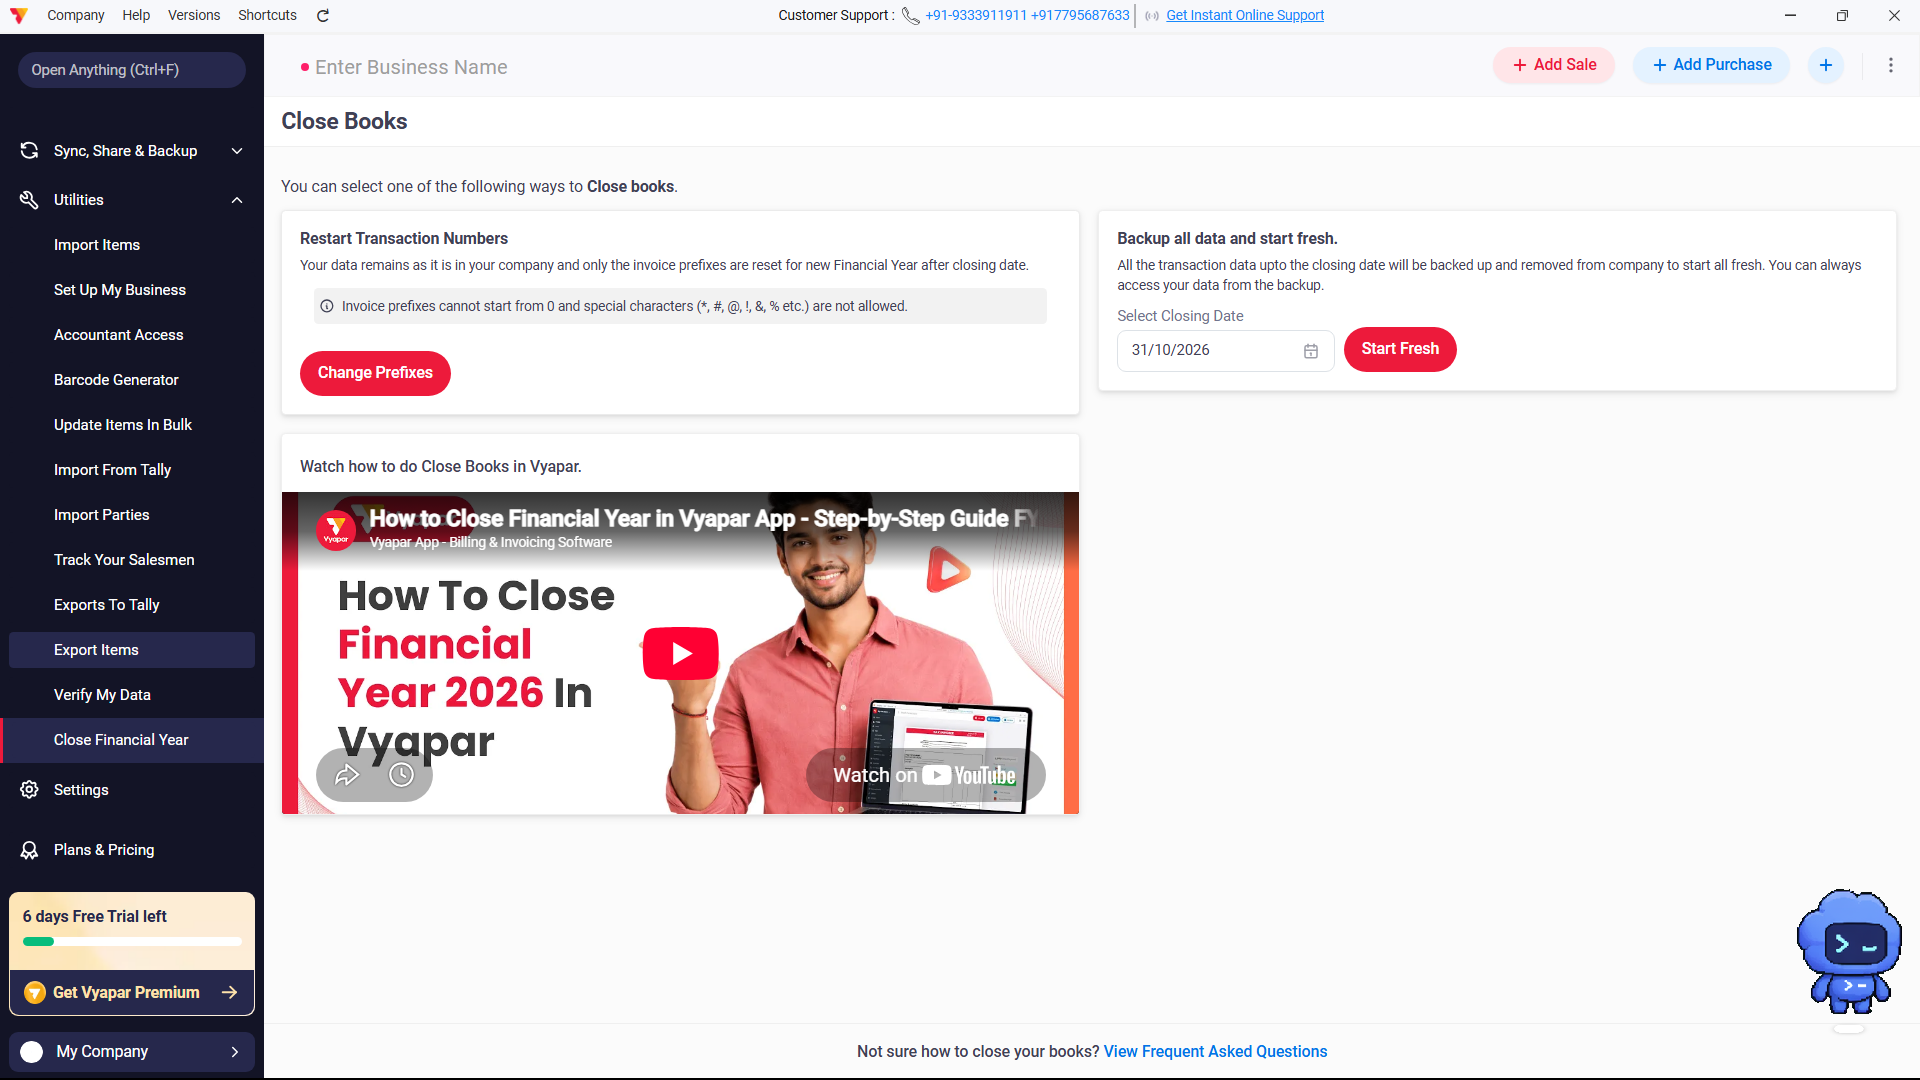 Company Help Versions Shortcuts
Customer Support : +91-9333911911 +917795687633 Get Instant Online Support
Open Anything (Ctrl+F)
Sync, Share & Backup
Utilities
Import Items
Set Up My Business
Accountant Access
Barcode Generator
Update Items In Bulk
Import From Tally
Import Parties
Track Your Salesmen
Exports To Tally
Export Items
Verify My Data
Close Financial Year
Settings
Plans & Pricing
6 days Free Trial left
Get Vyapar Premium
My Company
Enter Business Name
Add Sale
Add Purchase
Close Books
You can select one of the following ways to Close books.
Restart Transaction Numbers
Your data remains as it is in your company and only the invoice prefixes are reset for new Financial Year after closing date.
Invoice prefixes cannot start from 0 and special characters (*, #, @, !, &, % etc.) are not allowed.
Change Prefixes
Backup all data and start fresh.
All the transaction data upto the closing date will be backed up and removed from company to start all fresh. You can always
access your data from the backup.
Select Closing Date
31/10/2026
Start Fresh
Watch how to do Close Books in Vyapar.
How to Close Financial Year in Vyapar App - Step-by-Step Guide FY
Vyapar App - Billing & Invoicing Software
Vyapar
How To Close
Financial
Year 2026 In
Vyapar
Watch on YouTube
Not sure how to close your books? View Frequent Asked Questions